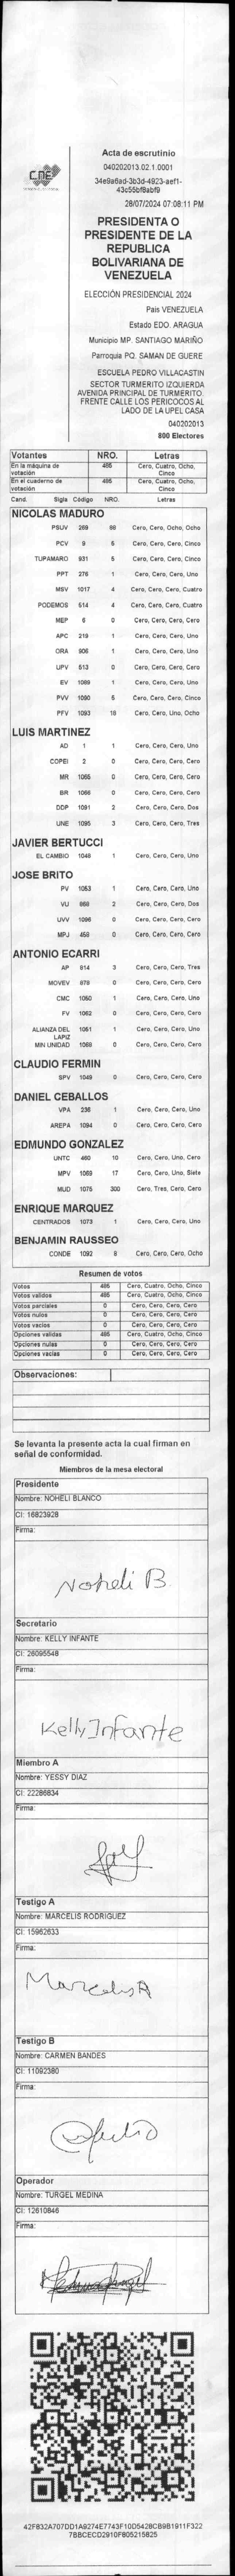 CNE
Acta de escrutinio
040202013.02.1.0001
34e9a6ad-3b3d-4923-aef1-
43c55bf8abf9
28/07/2024 07:08:11 PM
PRESIDENTA O
PRESIDENTE DE LA
REPUBLICA
BOLIVARIANA DE
VENEZUELA
ELECCIÓN PRESIDENCIAL 2024
Pais VENEZUELA
Estado EDO. ARAGUA
Municipio MP. SANTIAGO MARIÑO
Parroquia PQ. SAMAN DE GUERE
ESCUELA PEDRO VILLACASTIN
SECTOR TURMERITO IZQUIERDA
AVENIDA PRINCIPAL DE TURMERITO.
FRENTE CALLE LOS PERICOCOS AL
LADO DE LA UPEL CASA
040202013
800 Electores
Votantes NRO. Letras
En la máquina de votación 485 Cero, Cuatro, Ocho, Cinco
En el cuaderno de votación 485 Cero, Cuatro, Ocho, Cinco
Cand. Sigla Código NRO. Letras
NICOLAS MADURO
PSUV 269 88 Cero, Cero, Ocho, Ocho
PCV 9 5 Cero, Cero, Cero, Cinco
TUPAMARO 931 5 Cero, Cero, Cero, Cinco
PPT 276 1 Cero, Cero, Cero, Uno
MSV 1017 4 Cero, Cero, Cero, Cuatro
PODEMOS 514 4 Cero, Cero, Cero, Cuatro
MEP 6 0 Cero, Cero, Cero, Cero
APC 219 1 Cero, Cero, Cero, Uno
ORA 906 1 Cero, Cero, Cero, Uno
UPV 513 0 Cero, Cero, Cero, Cero
EV 1089 1 Cero, Cero, Cero, Uno
PVV 1090 5 Cero, Cero, Cero, Cinco
PFV 1093 18 Cero, Cero, Uno, Ocho
LUIS MARTINEZ
AD 1 1 Cero, Cero, Cero, Uno
COPEI 2 0 Cero, Cero, Cero, Cero
MR 1065 0 Cero, Cero, Cero, Cero
BR 1066 0 Cero, Cero, Cero, Cero
DDP 1091 2 Cero, Cero, Cero, Dos
UNE 1095 3 Cero, Cero, Cero, Tres
JAVIER BERTUCCI
EL CAMBIO 1048 1 Cero, Cero, Cero, Uno
JOSE BRITO
PV 1053 1 Cero, Cero, Cero, Uno
VU 868 2 Cero, Cero, Cero, Dos
UVV 1096 0 Cero, Cero, Cero, Cero
MPJ 458 0 Cero, Cero, Cero, Cero
ANTONIO ECARRI
AP 914 3 Cero, Cero, Cero, Tres
MOVEV 879 0 Cero, Cero, Cero, Cero
CMC 1050 1 Cero, Cero, Cero, Uno
FV 1062 0 Cero, Cero, Cero, Cero
ALIANZA DEL LAPIZ 1061 1 Cero, Cero, Cero, Uno
MIN UNIDAD 1068 0 Cero, Cero, Cero, Cero
CLAUDIO FERMIN
SPV 1049 0 Cero, Cero, Cero, Cero
DANIEL CEBALLOS
VPA 236 1 Cero, Cero, Cero, Uno
AREPA 1094 0 Cero, Cero, Cero, Cero
EDMUNDO GONZALEZ
UNTC 460 10 Cero, Cero, Uno, Cero
MPV 1069 17 Cero, Cero, Uno, Siete
MUD 1075 300 Cero, Tres, Cero, Cero
ENRIQUE MARQUEZ
CENTRADOS 1073 1 Cero, Cero, Cero, Uno
BENJAMIN RAUSSEO
CONDE 1092 8 Cero, Cero, Cero, Ocho
Resumen de votos
Votos 485 Cero, Cuatro, Ocho, Cinco
Votos validos 485 Cero, Cuatro, Ocho, Cinco
Votos parciales 0 Cero, Cero, Cero, Cero
Votos nulos 0 Cero, Cero, Cero, Cero
Votos vacios 0 Cero, Cero, Cero, Cero
Opciones validas 485 Cero, Cuatro, Ocho, Cinco
Opciones nulas 0 Cero, Cero, Cero, Cero
Opciones vacias 0 Cero, Cero, Cero, Cero
Observaciones:
Se levanta la presente acta la cual firman en
señal de conformidad.
Miembros de la mesa electoral
Presidente
Nombre: NOHELI BLANCO
CI: 16823928
Firma:
Noheli B.
Secretario
Nombre: KELLY INFANTE
CI: 26095548
Firma:
Kelly Infante
Miembro A
Nombre: YESSY DIAZ
CI: 22286834
Firma:
Testigo A
Nombre: MARCELIS RODRIGUEZ
CI: 15962633
Firma:
Marcelis R
Testigo B
Nombre: CARMEN BANDES
CI: 11092380
Firma:
Operador
Nombre: TURGEL MEDINA
CI: 12610846
Firma:
42F832A707DD1A9274E7743F10D5428CB9B1911F322
7BBCECD2910F805215825